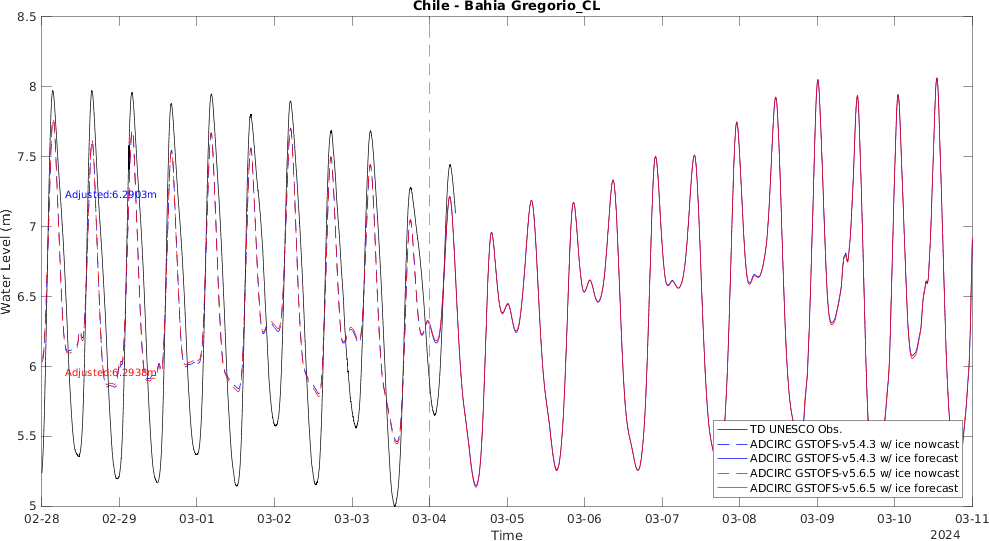 Chile - Bahia Gregorio_CL
8.5
8
7.5
7
6.5
6
5.5
5
Water Level (m)
Adjusted:6.2903m
Adjusted:6.2938m
TD UNESCO Obs.
ADCIRC GSTOFS-v5.4.3 w/ ice nowcast
ADCIRC GSTOFS-v5.4.3 w/ ice forecast
ADCIRC GSTOFS-v5.6.5 w/ ice nowcast
ADCIRC GSTOFS-v5.6.5 w/ ice forecast
02-28 02-29 03-01 03-02 03-03 03-04 03-05 03-06 03-07 03-08 03-09 03-10 03-11
Time
2024